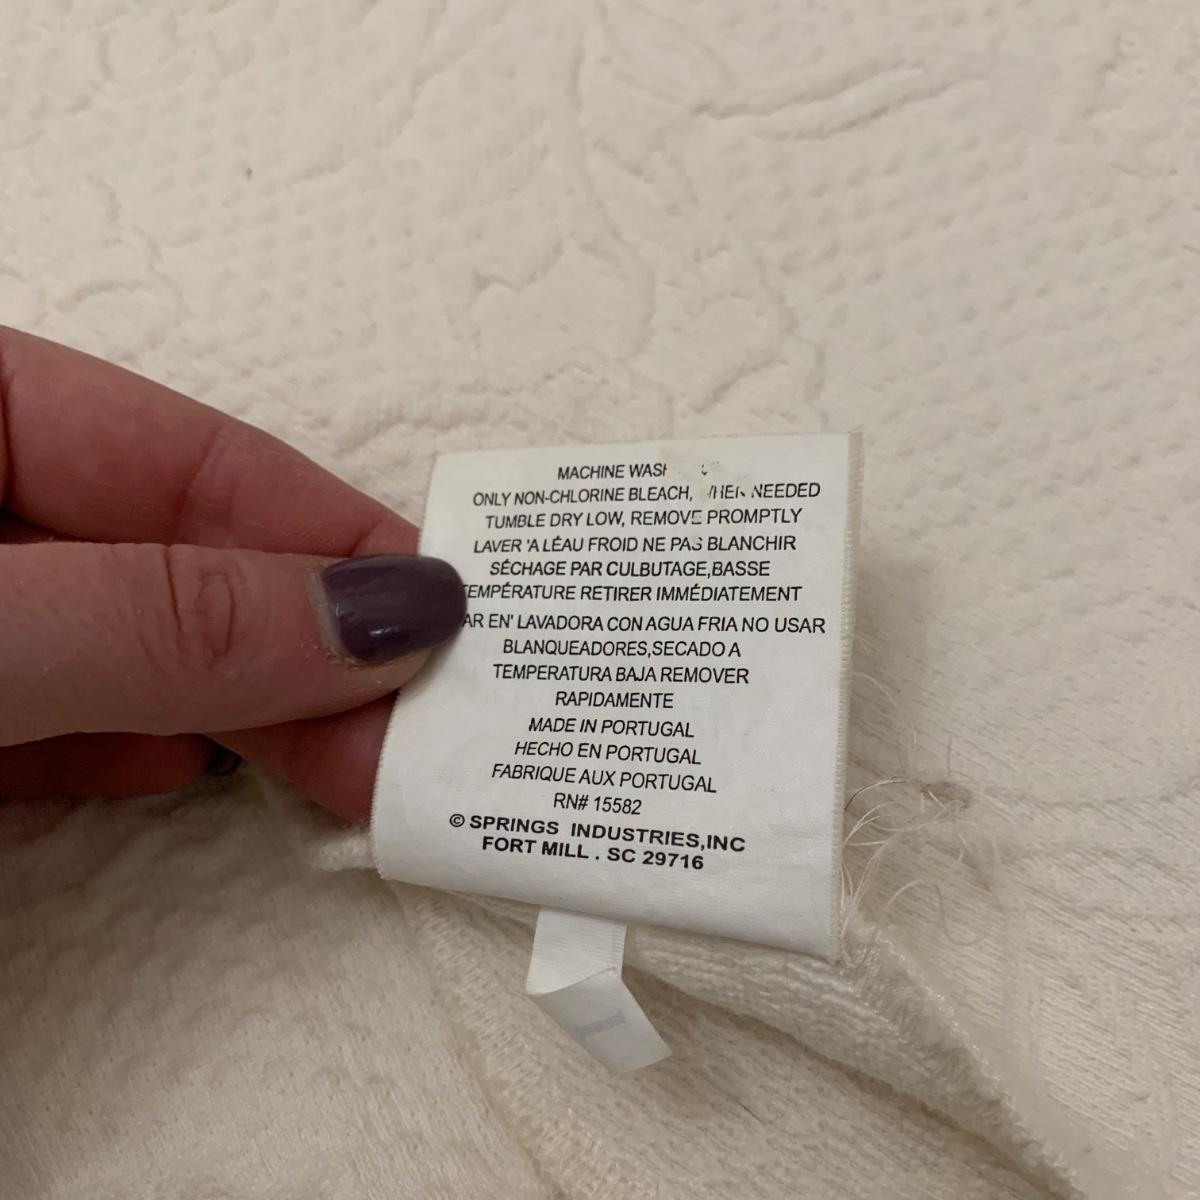 MACHINE WASH
ONLY NON-CHLORINE BLEACH, WHEN NEEDED
TUMBLE DRY LOW, REMOVE PROMPTLY
LAVER 'A LÉAU FROID NE PAS BLANCHIR
SÉCHAGE PAR CULBUTAGE,BASSE
TEMPÉRATURE RETIRER IMMÉDIATEMENT
AR EN' LAVADORA CON AGUA FRIA NO USAR
BLANQUEADORES,SECADO A
TEMPERATURA BAJA REMOVER
RAPIDAMENTE
MADE IN PORTUGAL
HECHO EN PORTUGAL
FABRIQUE AUX PORTUGAL
RN# 15582
© SPRINGS INDUSTRIES,INC
FORT MILL . SC 29716